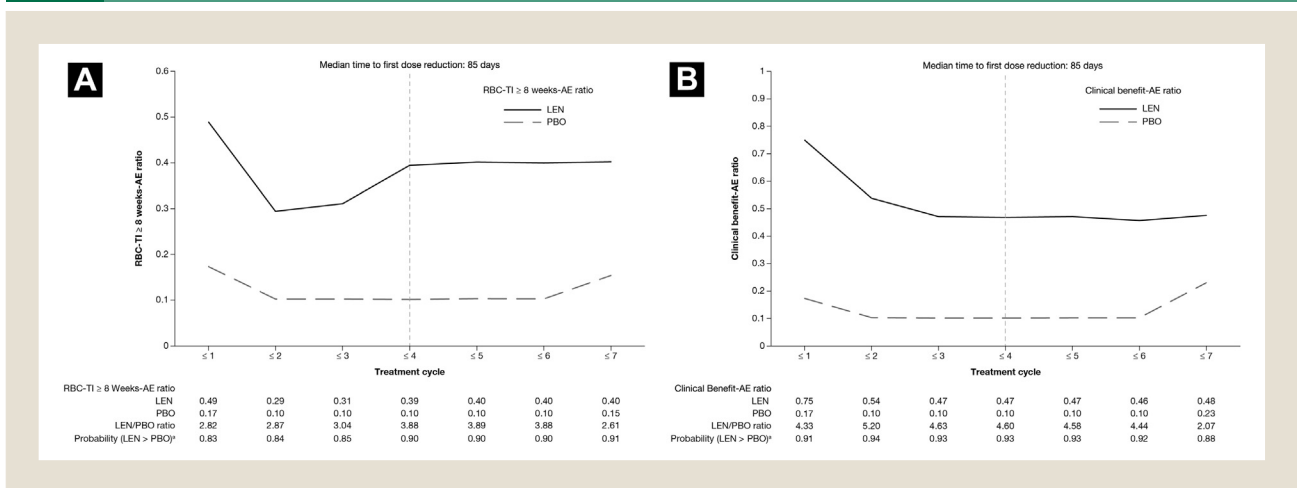 A
Median time to first dose reduction: 85 days
RBC-TI ≥ 8 weeks-AE ratio
LEN
PBO
RBC-TI ≥ 8 weeks-AE ratio
0.6
0.5
0.4
0.3
0.2
0.1
0
≤ 1 ≤ 2 ≤ 3 ≤ 4 ≤ 5 ≤ 6 ≤ 7
Treatment cycle
RBC-TI ≥ 8 Weeks-AE ratio
LEN 0.49 0.29 0.31 0.39 0.40 0.40 0.40
PBO 0.17 0.10 0.10 0.10 0.10 0.10 0.15
LEN/PBO ratio 2.82 2.87 3.04 3.88 3.89 3.88 2.61
Probability (LEN > PBO)ᵃ 0.83 0.84 0.85 0.90 0.90 0.90 0.91
B
Median time to first dose reduction: 85 days
Clinical benefit-AE ratio
LEN
PBO
Clinical benefit-AE ratio
1
0.9
0.8
0.7
0.6
0.5
0.4
0.3
0.2
0.1
0
≤ 1 ≤ 2 ≤ 3 ≤ 4 ≤ 5 ≤ 6 ≤ 7
Treatment cycle
Clinical Benefit-AE ratio
LEN 0.75 0.54 0.47 0.47 0.47 0.46 0.48
PBO 0.17 0.10 0.10 0.10 0.10 0.10 0.23
LEN/PBO ratio 4.33 5.20 4.63 4.60 4.58 4.44 2.07
Probability (LEN > PBO)ᵃ 0.91 0.94 0.93 0.93 0.93 0.92 0.88